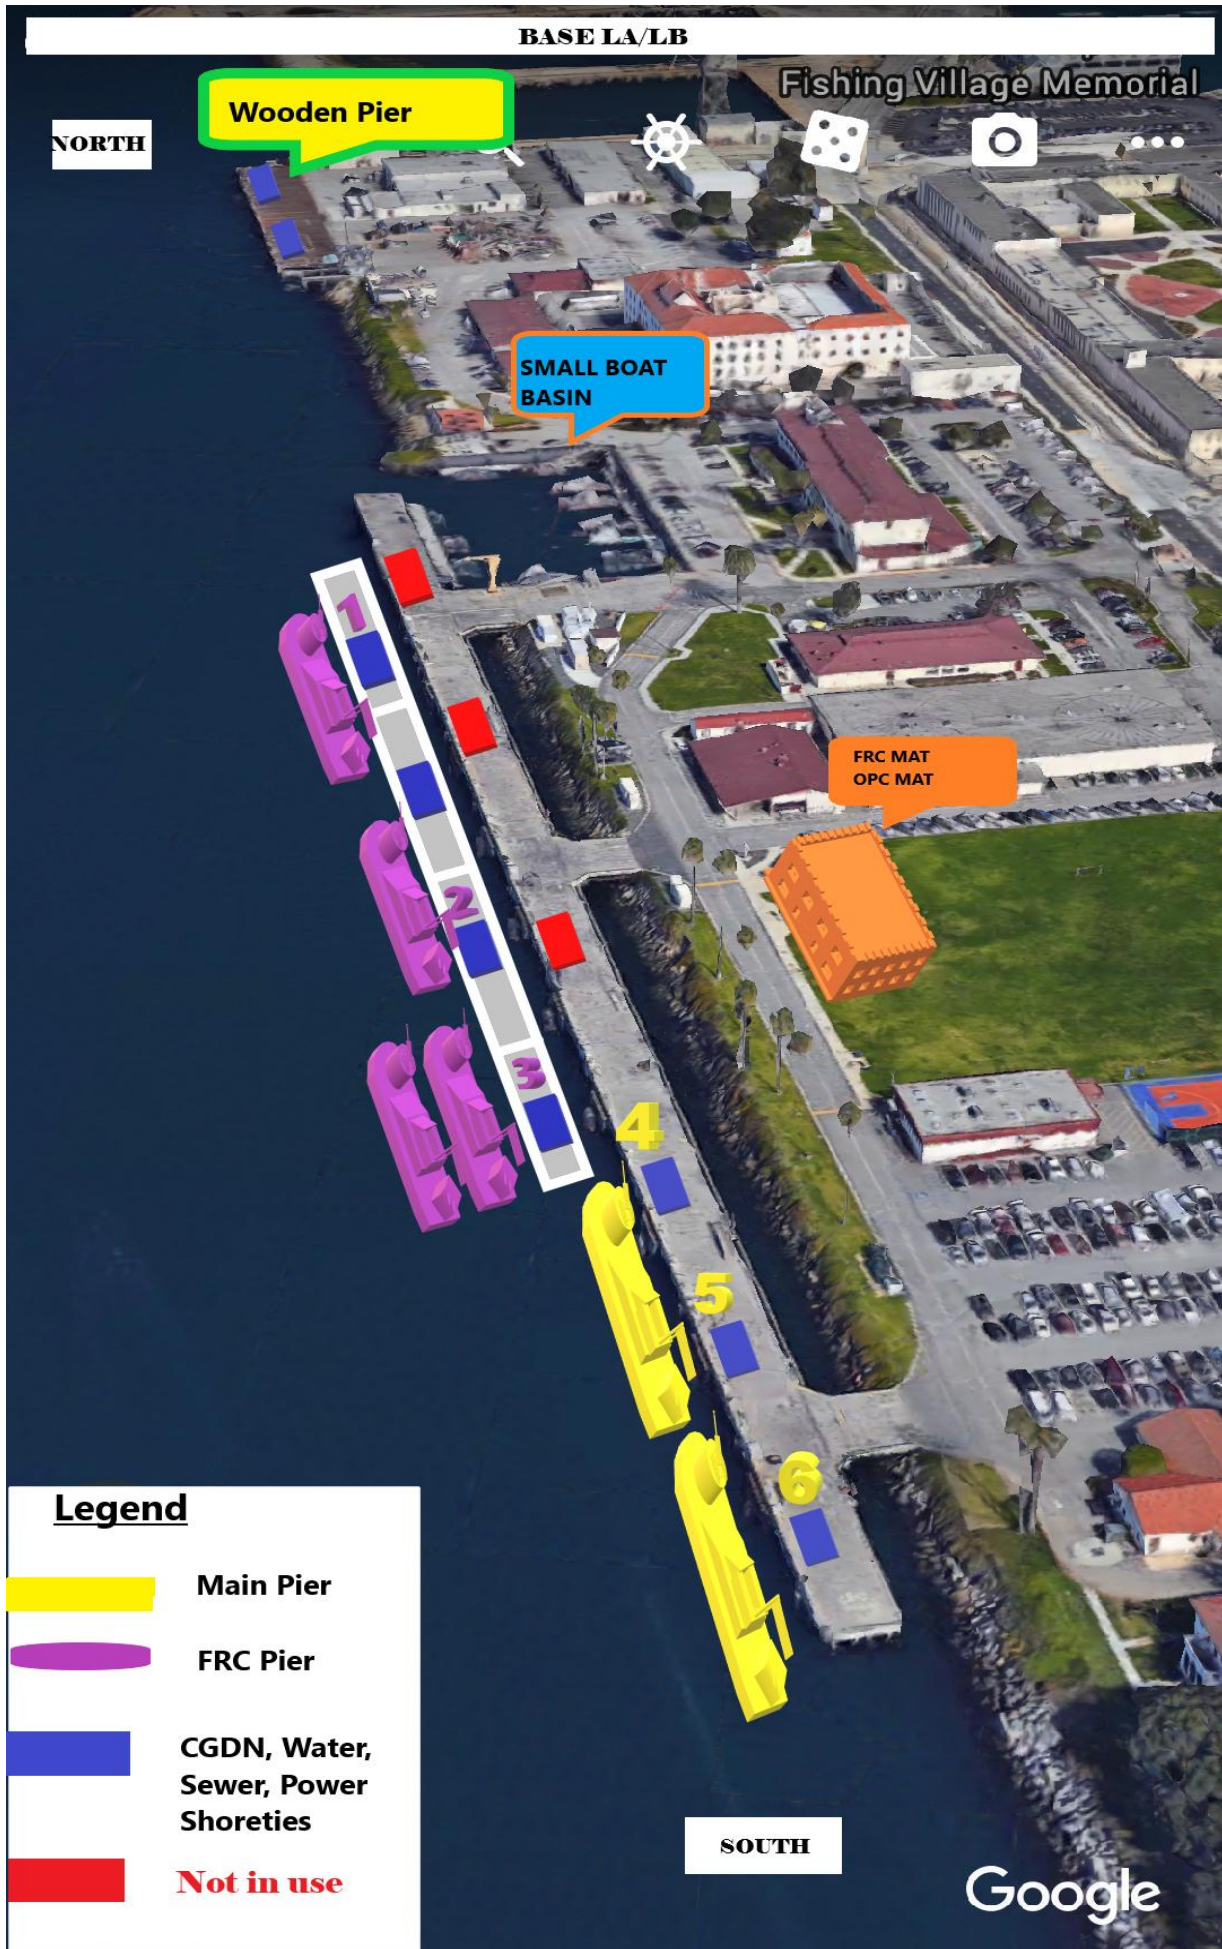 BASE LA/LB
Fishing Village Memorial
Wooden Pier
NORTH
SMALL BOAT
BASIN
1
FRC MAT
OPC MAT
2
3
4
5
6
Legend
Main Pier
FRC Pier
CGDN, Water,
Sewer, Power
Shoreties
Not in use
SOUTH
Google